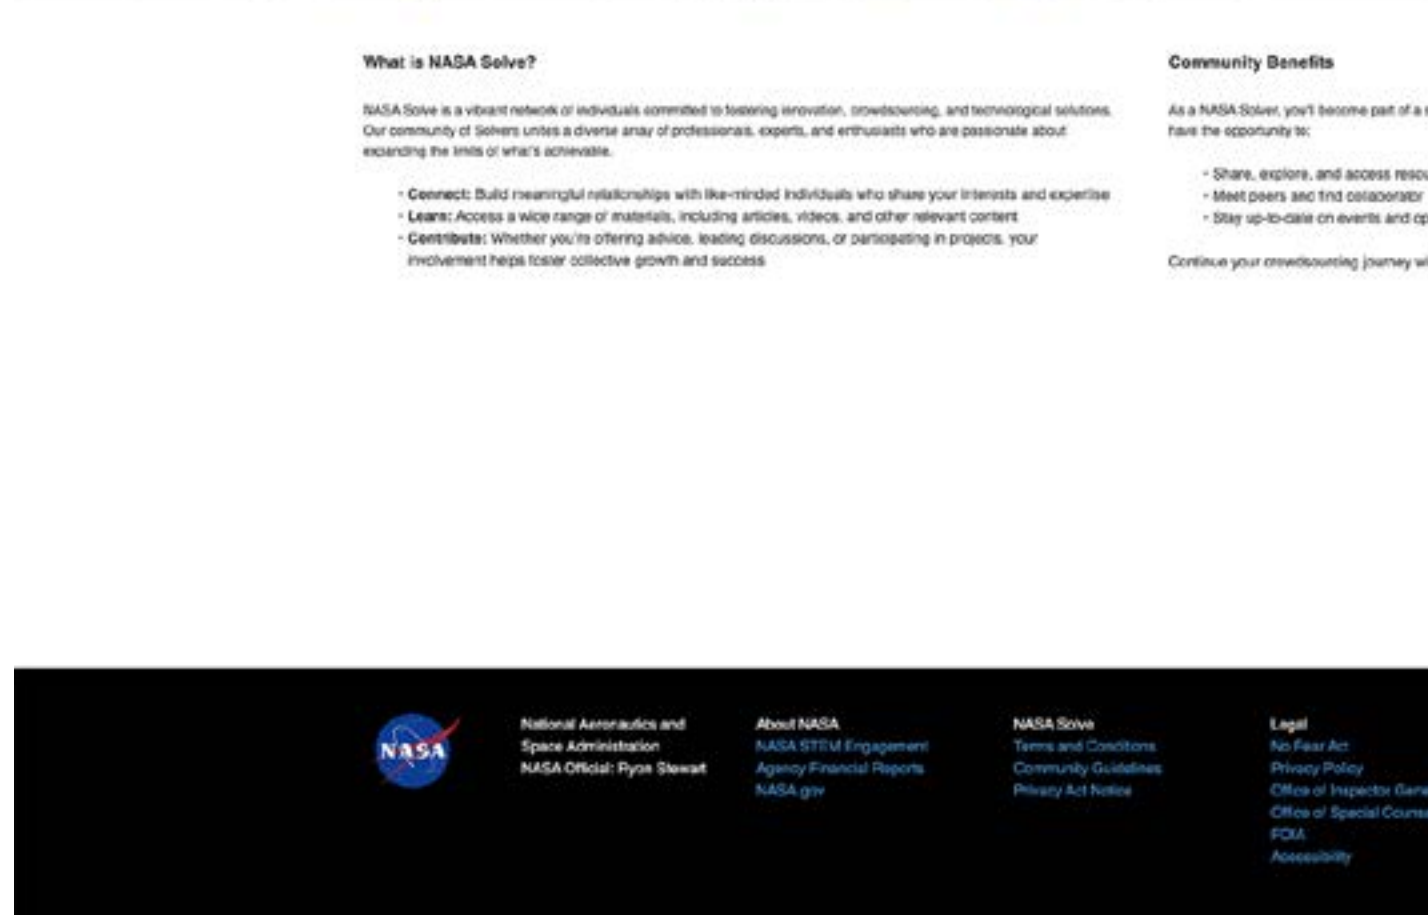 What is NASA Solve?
NASA Solve is a vibrant network of individuals committed to fostering innovation, crowdsourcing, and technological solutions.
Our community of Solvers unites a diverse array of professionals, experts, and enthusiasts who are passionate about
expanding the limits of what's achievable.
- Connect: Build meaningful relationships with like-minded individuals who share your interests and expertise
- Learn: Access a wide range of materials, including articles, videos, and other relevant content
- Contribute: Whether you're offering advice, leading discussions, or participating in projects, your
involvement helps foster collective growth and success
Community Benefits
As a NASA Solver, you'll become part of a
have the opportunity to:
- Share, explore, and access
- Meet peers and find collaborator
- Stay up-to-date on events and
Continue your crowdsourcing journey
NASA
National Aeronautics and
Space Administration
NASA Official: Ryon Stewart
About NASA
NASA STEM Engagement
Agency Financial Reports
NASA.gov
NASA Solve
Terms and Conditions
Community Guidelines
Privacy Act Notice
Legal
No Fear Act
Privacy Policy
Office of Inspector
Office of Special
FOIA
Accessibility